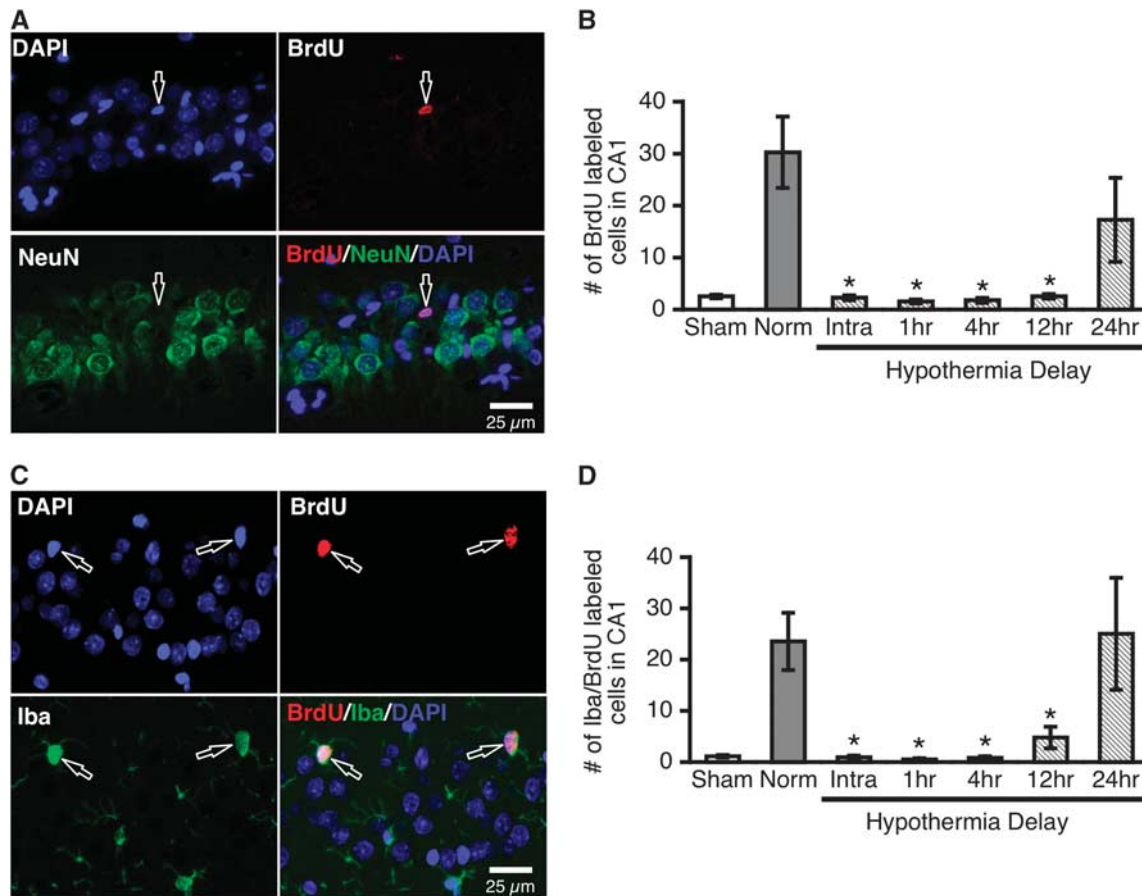 A
DAPI
BrdU
NeuN
BrdU/NeuN/DAPI
25 µm
B
# of BrdU labeled
cells in CA1
40
30
20
10
0
Sham Norm Intra 1hr 4hr 12hr 24hr
* * * *
Hypothermia Delay
C
DAPI
BrdU
Iba
BrdU/Iba/DAPI
25 µm
D
# of Iba/BrdU labeled
cells in CA1
40
30
20
10
0
Sham Norm Intra 1hr 4hr 12hr 24hr
* * * *
Hypothermia Delay